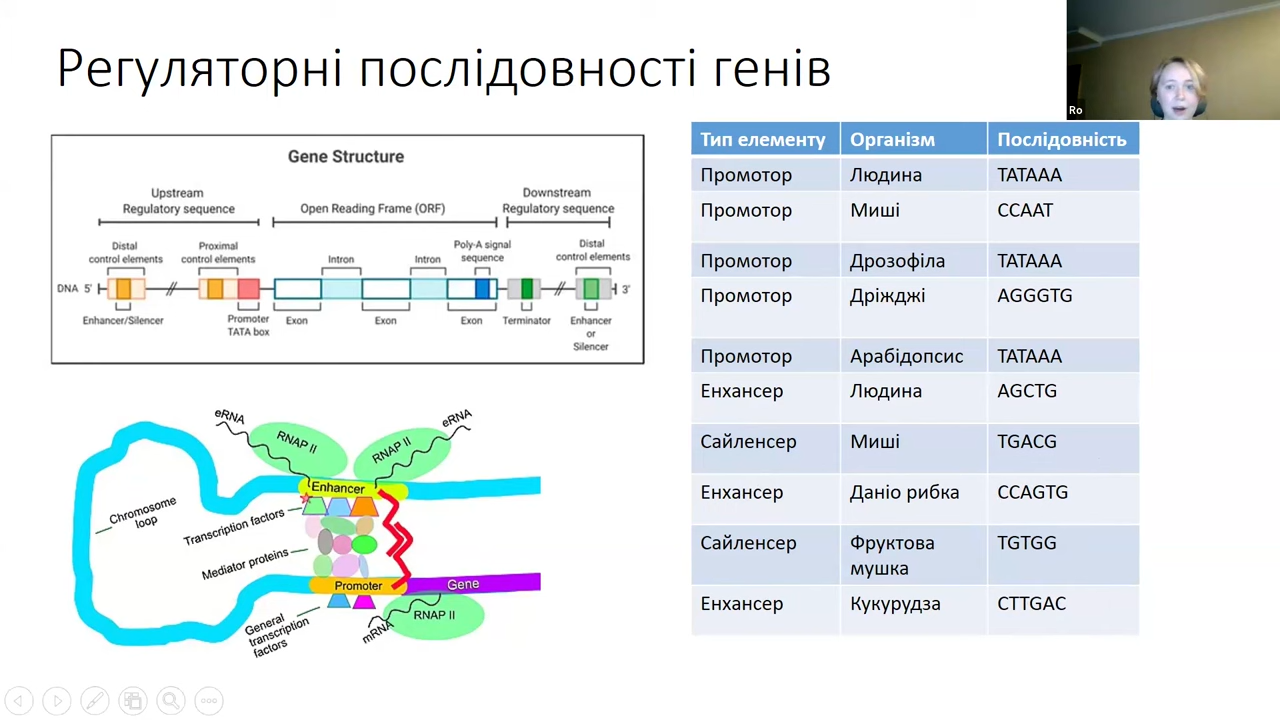 Регуляторні послідовності генів
Ro
Gene Structure
Upstream
Regulatory sequence
Open Reading Frame (ORF)
Downstream
Regulatory sequence
Distal
control elements
Proximal
control elements
Intron
Intron
Poly-A signal
sequence
Distal
control elements
DNA 5'
3'
Enhancer/Silencer
Promoter
TATA box
Exon
Exon
Exon
Terminator
Enhancer
or
Silencer
eRNA
RNAP II
RNAP II
eRNA
Enhancer
Chromosome
loop
Transcription factors
Mediator proteins
Promoter
Gene
General
transcription
factors
mRNA
RNAP II
Тип елементу Організм Послідовність
Промотор Людина TATAAA
Промотор Миші CCAAT
Промотор Дрозофіла TATAAA
Промотор Дріжджі AGGGTG
Промотор Арабідопсис TATAAA
Енхансер Людина AGCTG
Сайленсер Миші TGACG
Енхансер Даніо рибка CCAGTG
Сайленсер Фруктова TGTGG
мушка
Енхансер Кукурудза CTTGAC